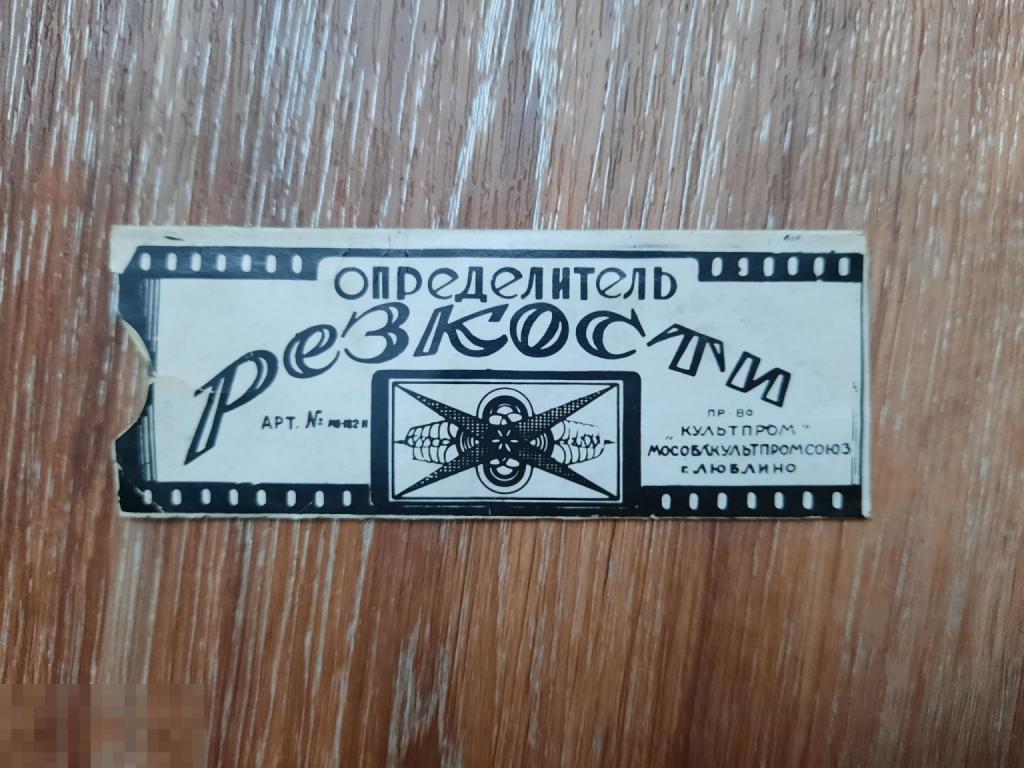 ОПРЕДЕЛИТЕЛЬ
РЕЗКОСТИ
АРТ. №
ПР-ВО
"КУЛЬТПРОМ"
МОСОБЛКУЛЬТПРОМСОЮЗ
Г. ЛЮБЛИНО